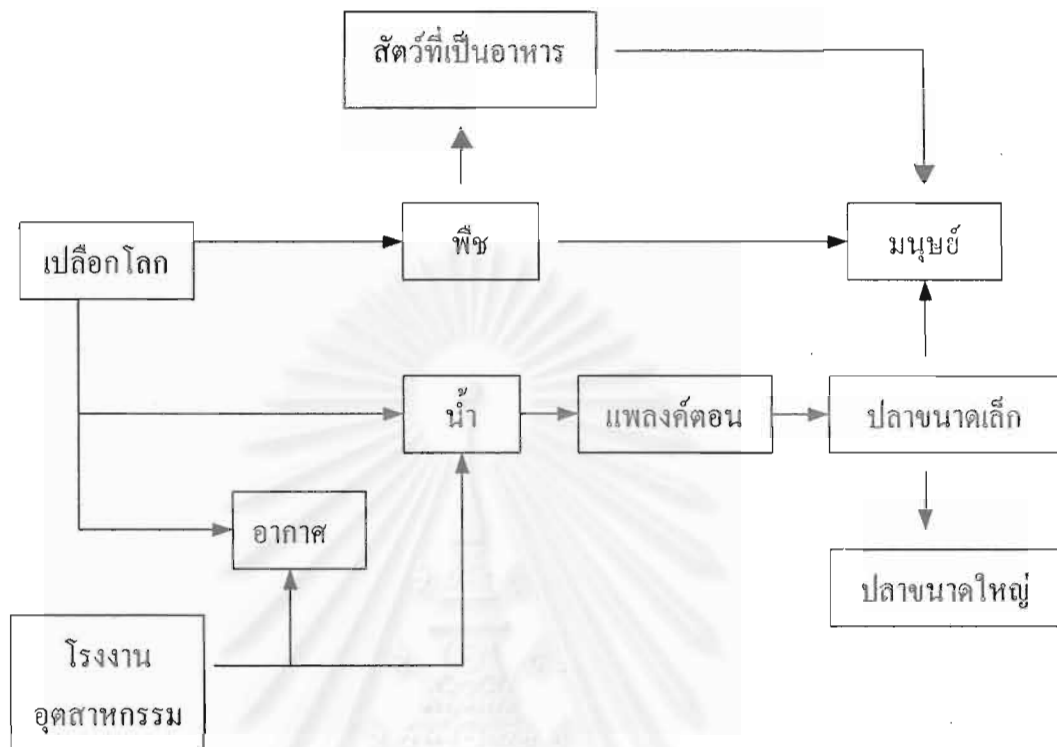 สัตว์ที่เป็นอาหาร
เปลือกโลก
พืช
มนุษย์
น้ำ
แพลงค์ตอน
ปลาขนาดเล็ก
อากาศ
ปลาขนาดใหญ่
โรงงาน
อุตสาหกรรม